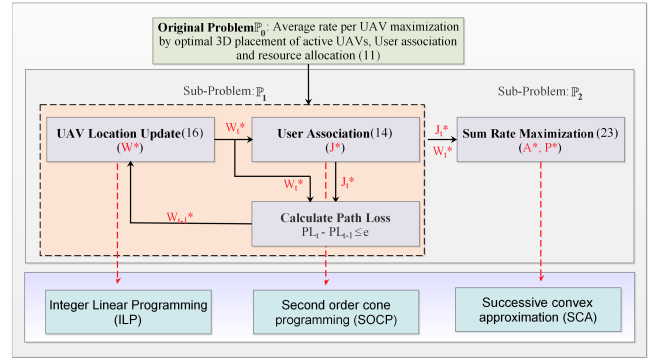 Original Problem ℙ₀: Average rate per UAV maximization
by optimal 3D placement of active UAVs, User association
and resource allocation (11)
Sub-Problem: ℙ₁
Sub-Problem: ℙ₂
UAV Location Update(16)
(W*)
Wₜ*
User Association(14)
(J*)
Jₜ*
Wₜ*
Sum Rate Maximization(23)
(A*, P*)
Wₜ*
Jₜ*
Wₜ₋₁*
Calculate Path Loss
PLₜ - PLₜ₋₁ ≤ e
Integer Linear Programming
(ILP)
Second order cone
programming (SOCP)
Successive convex
approximation (SCA)